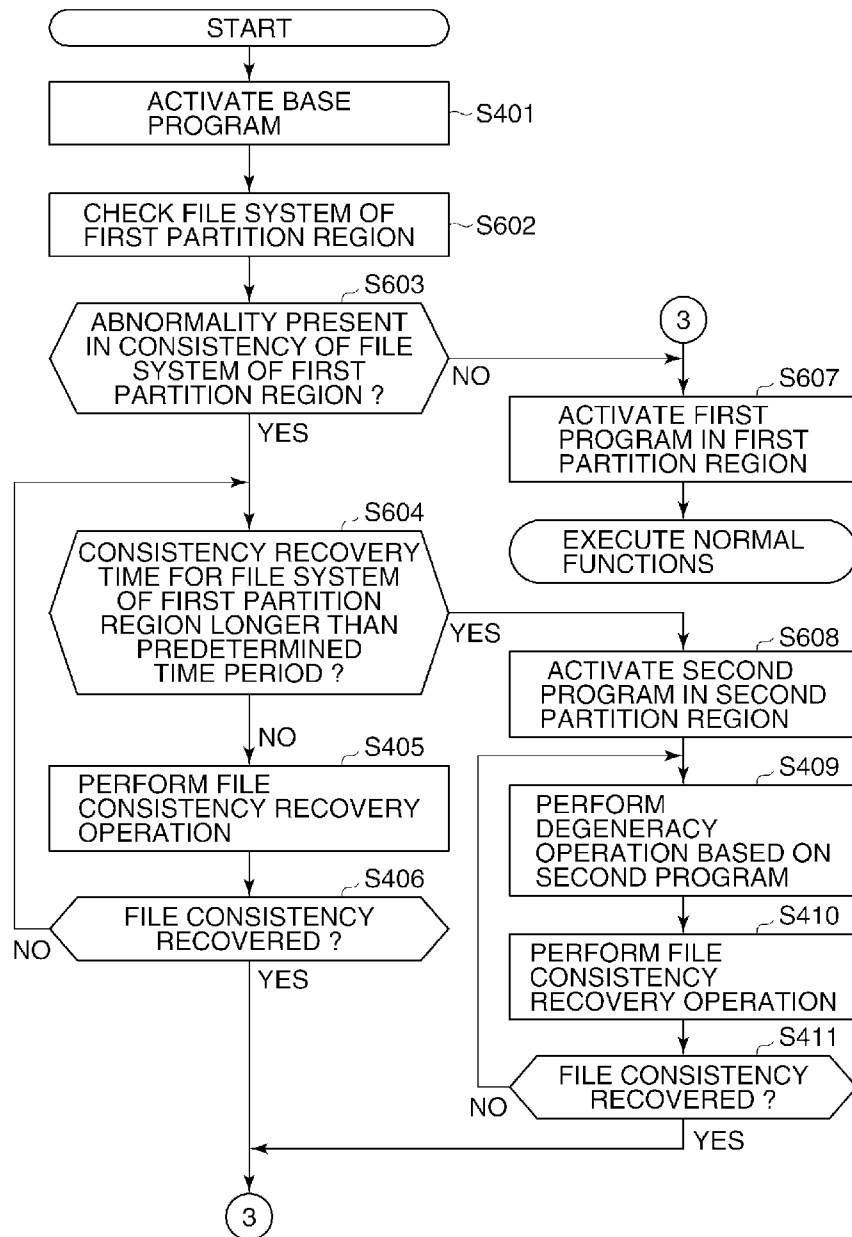 START
ACTIVATE BASE
PROGRAM
S401
CHECK FILE SYSTEM OF
FIRST PARTITION REGION
S602
S603
ABNORMALITY PRESENT
IN CONSISTENCY OF FILE
SYSTEM OF FIRST
PARTITION REGION ?
NO
YES
3
S607
ACTIVATE FIRST
PROGRAM IN FIRST
PARTITION REGION
EXECUTE NORMAL
FUNCTIONS
S604
CONSISTENCY RECOVERY
TIME FOR FILE SYSTEM
OF FIRST PARTITION
REGION LONGER THAN
PREDETERMINED
TIME PERIOD ?
YES
NO
S405
PERFORM FILE
CONSISTENCY RECOVERY
OPERATION
S406
FILE CONSISTENCY
RECOVERED ?
NO
YES
S608
ACTIVATE SECOND
PROGRAM IN SECOND
PARTITION REGION
S409
PERFORM
DEGENERACY
OPERATION BASED ON
SECOND PROGRAM
S410
PERFORM FILE
CONSISTENCY
RECOVERY OPERATION
S411
FILE CONSISTENCY
RECOVERED ?
NO
YES
3